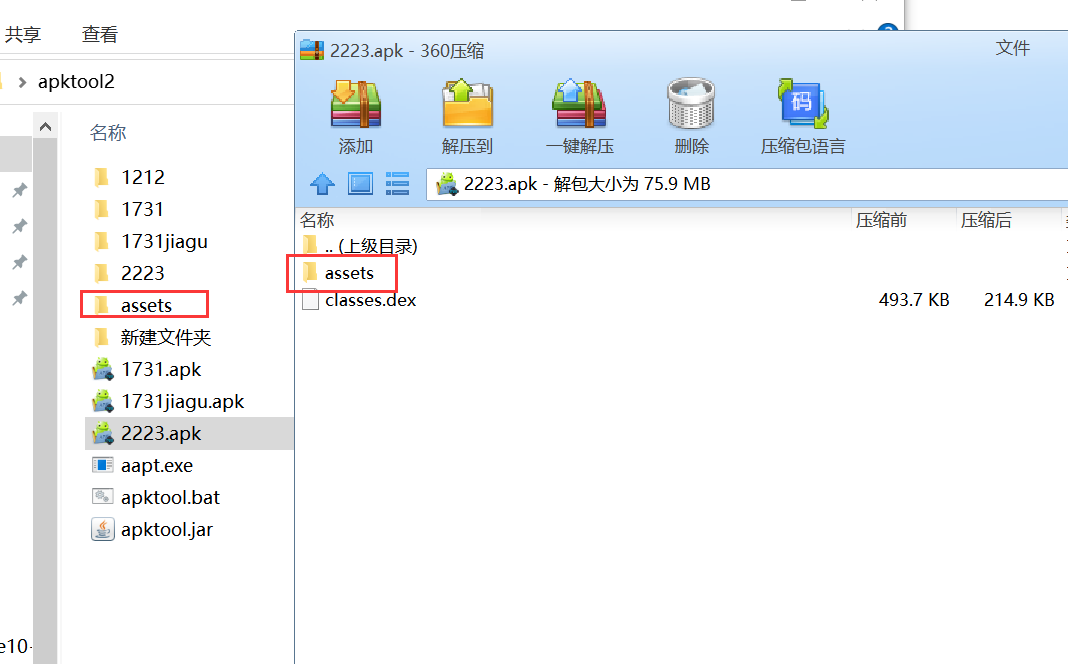 共享 查看
apktool2
名称
1212
1731
1731jiagu
2223
assets
新建文件夹
1731.apk
1731jiagu.apk
2223.apk
aapt.exe
apktool.bat
apktool.jar
e10-
2223.apk - 360压缩
文件
添加 解压到 一键解压 删除 压缩包语言
码
2223.apk - 解包大小为 75.9 MB
名称 压缩前 压缩后
.. (上级目录)
assets
classes.dex 493.7 KB 214.9 KB